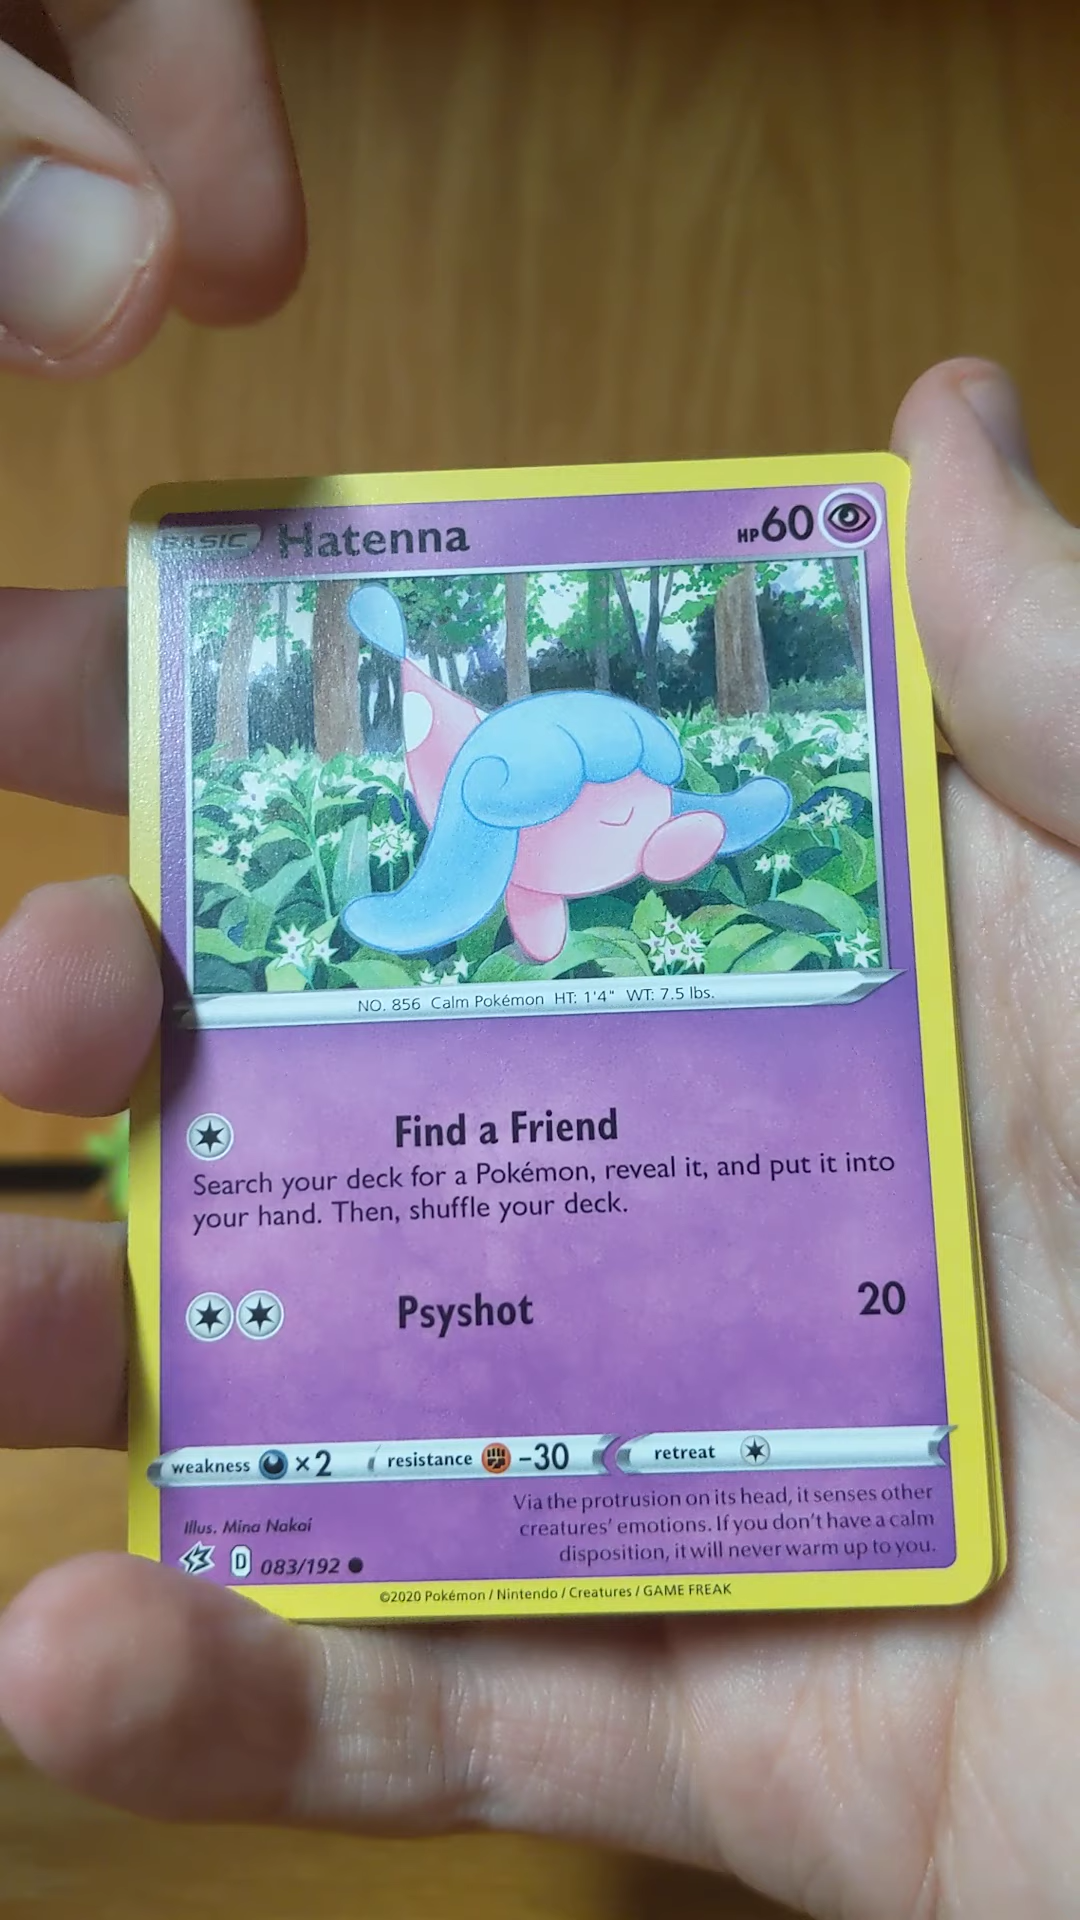 BASIC Hatenna HP 60
NO. 856 Calm Pokémon HT: 1'4" WT: 7.5 lbs.
Find a Friend
Search your deck for a Pokémon, reveal it, and put it into
your hand. Then, shuffle your deck.
Psyshot 20
weakness ×2 resistance -30 retreat
Via the protrusion on its head, it senses other
creatures' emotions. If you don't have a calm
disposition, it will never warm up to you.
Illus. Mina Nakai
D 083/192
©2020 Pokémon / Nintendo / Creatures / GAME FREAK